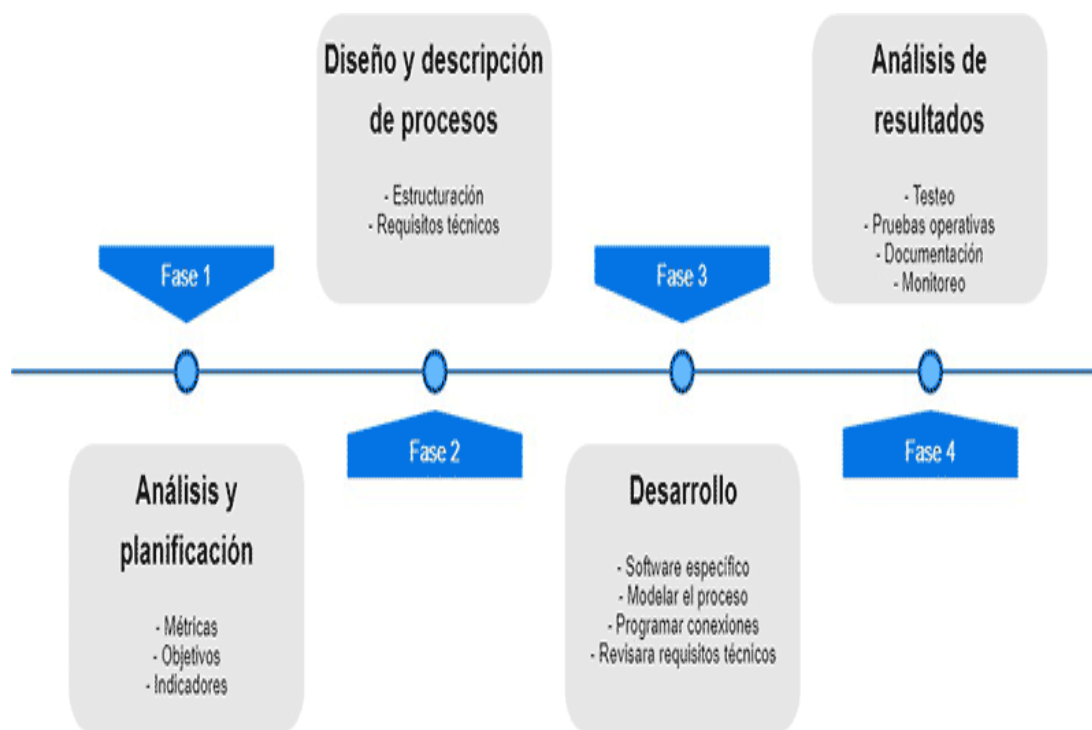 Fase 1
Análisis y
planificación
- Métricas
- Objetivos
- Indicadores
Diseño y descripción
de procesos
- Estructuración
- Requisitos técnicos
Fase 2
Fase 3
Desarrollo
- Software específico
- Modelar el proceso
- Programar conexiones
- Revisara requisitos técnicos
Análisis de
resultados
- Testeo
- Pruebas operativas
- Documentación
- Monitoreo
Fase 4